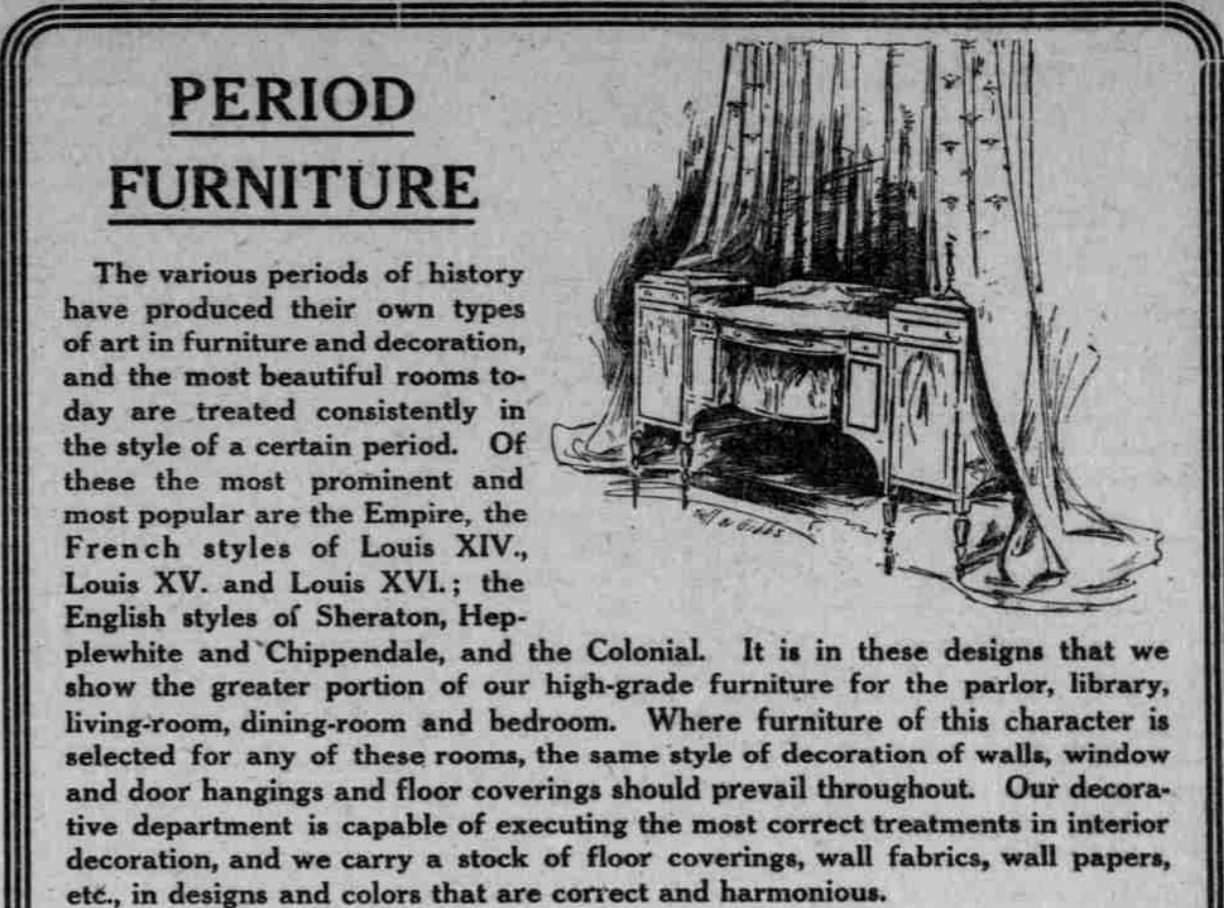 PERIOD
FURNITURE
The various periods of history
have produced their own types
of art in furniture and decoration,
and the most beautiful rooms to-
day are treated consistently in
the style of a certain period. Of
these the most prominent and
most popular are the Empire, the
French styles of Louis XIV.,
Louis XV. and Louis XVI.; the
English styles of Sheraton, Hep-
plewhite and Chippendale, and the Colonial. It is in these designs that we
show the greater portion of our high-grade furniture for the parlor, library,
living-room, dining-room and bedroom. Where furniture of this character is
selected for any of these rooms, the same style of decoration of walls, window
and door hangings and floor coverings should prevail throughout. Our decora-
tive department is capable of executing the most correct treatments in interior
decoration, and we carry a stock of floor coverings, wall fabrics, wall papers,
etc., in designs and colors that are correct and harmonious.